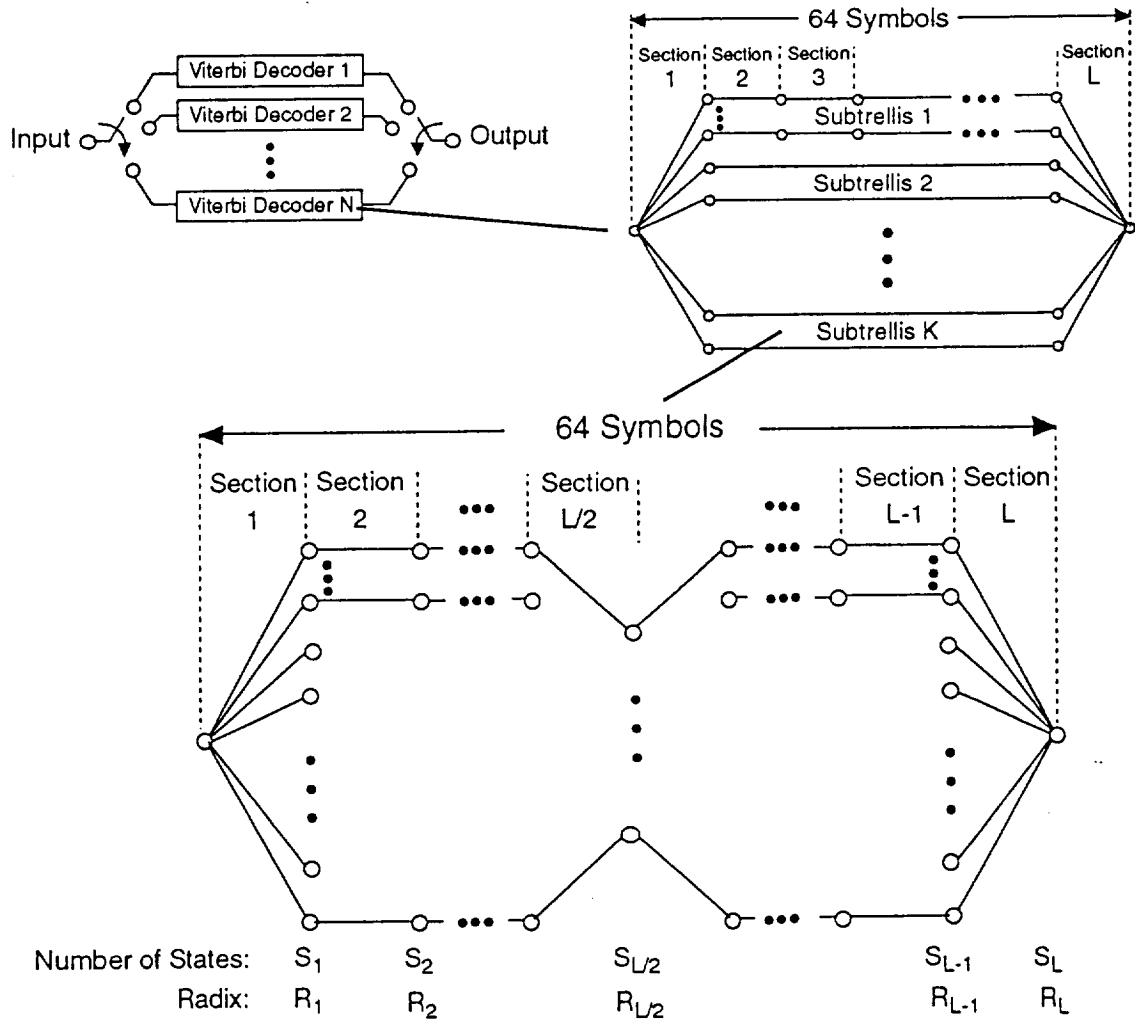 64 Symbols
Section 1
Section 2
Section 3
Section L
Viterbi Decoder 1
Viterbi Decoder 2
Viterbi Decoder N
Input
Output
Subtrellis 1
Subtrellis 2
Subtrellis K
64 Symbols
Section 1
Section 2
Section L/2
Section L-1
Section L
Number of States: S1 S2 SL/2 SL-1 SL
Radix: R1 R2 RL/2 RL-1 RL